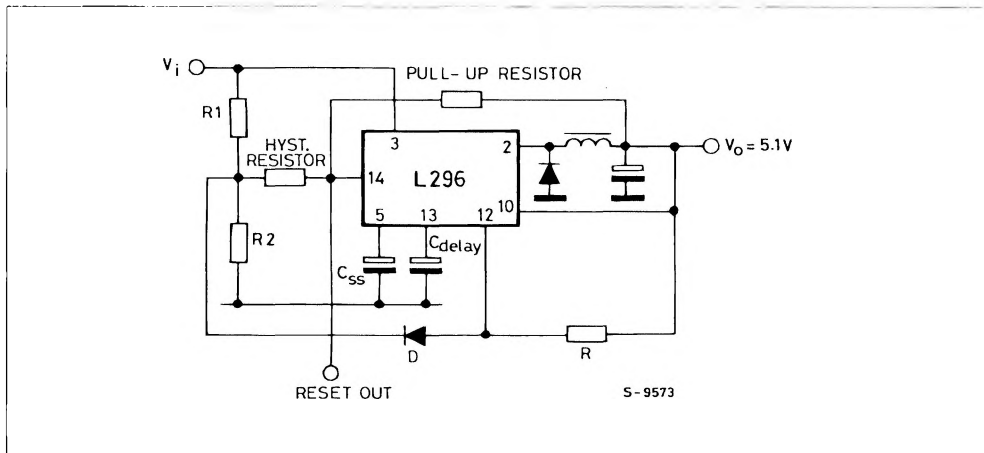 Vi
PULL-UP RESISTOR
R1
HYST.
RESISTOR
3
2
Vo = 5.1V
14
L296
10
5
13
12
R2
Cdelay
Css
D
R
RESET OUT
S-9573